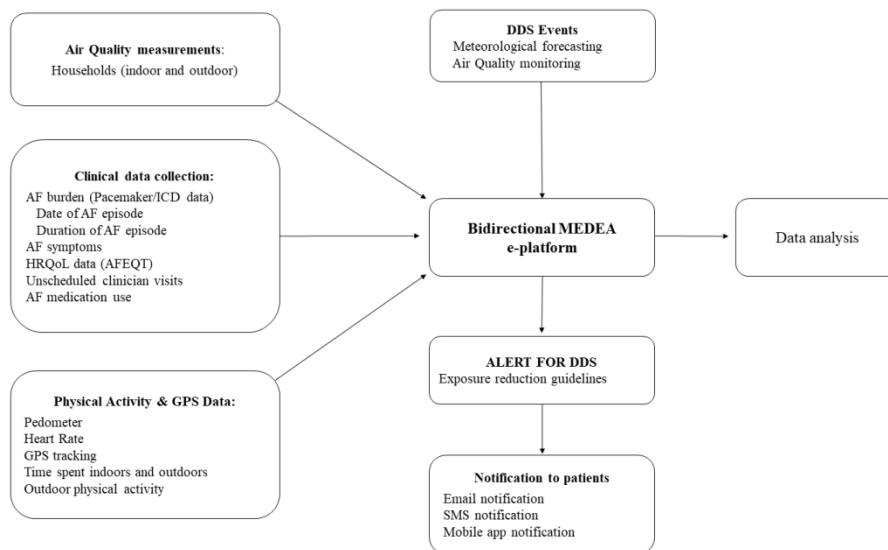 Air Quality measurements:
Households (indoor and outdoor)
DDS Events
Meteorological forecasting
Air Quality monitoring
Clinical data collection:
AF burden (Pacemaker/ICD data)
Date of AF episode
Duration of AF episode
AF symptoms
HRQoL data (AFEQT)
Unscheduled clinician visits
AF medication use
Bidirectional MEDEA
e-platform
Data analysis
Physical Activity & GPS Data:
Pedometer
Heart Rate
GPS tracking
Time spent indoors and outdoors
Outdoor physical activity
ALERT FOR DDS
Exposure reduction guidelines
Notification to patients
Email notification
SMS notification
Mobile app notification